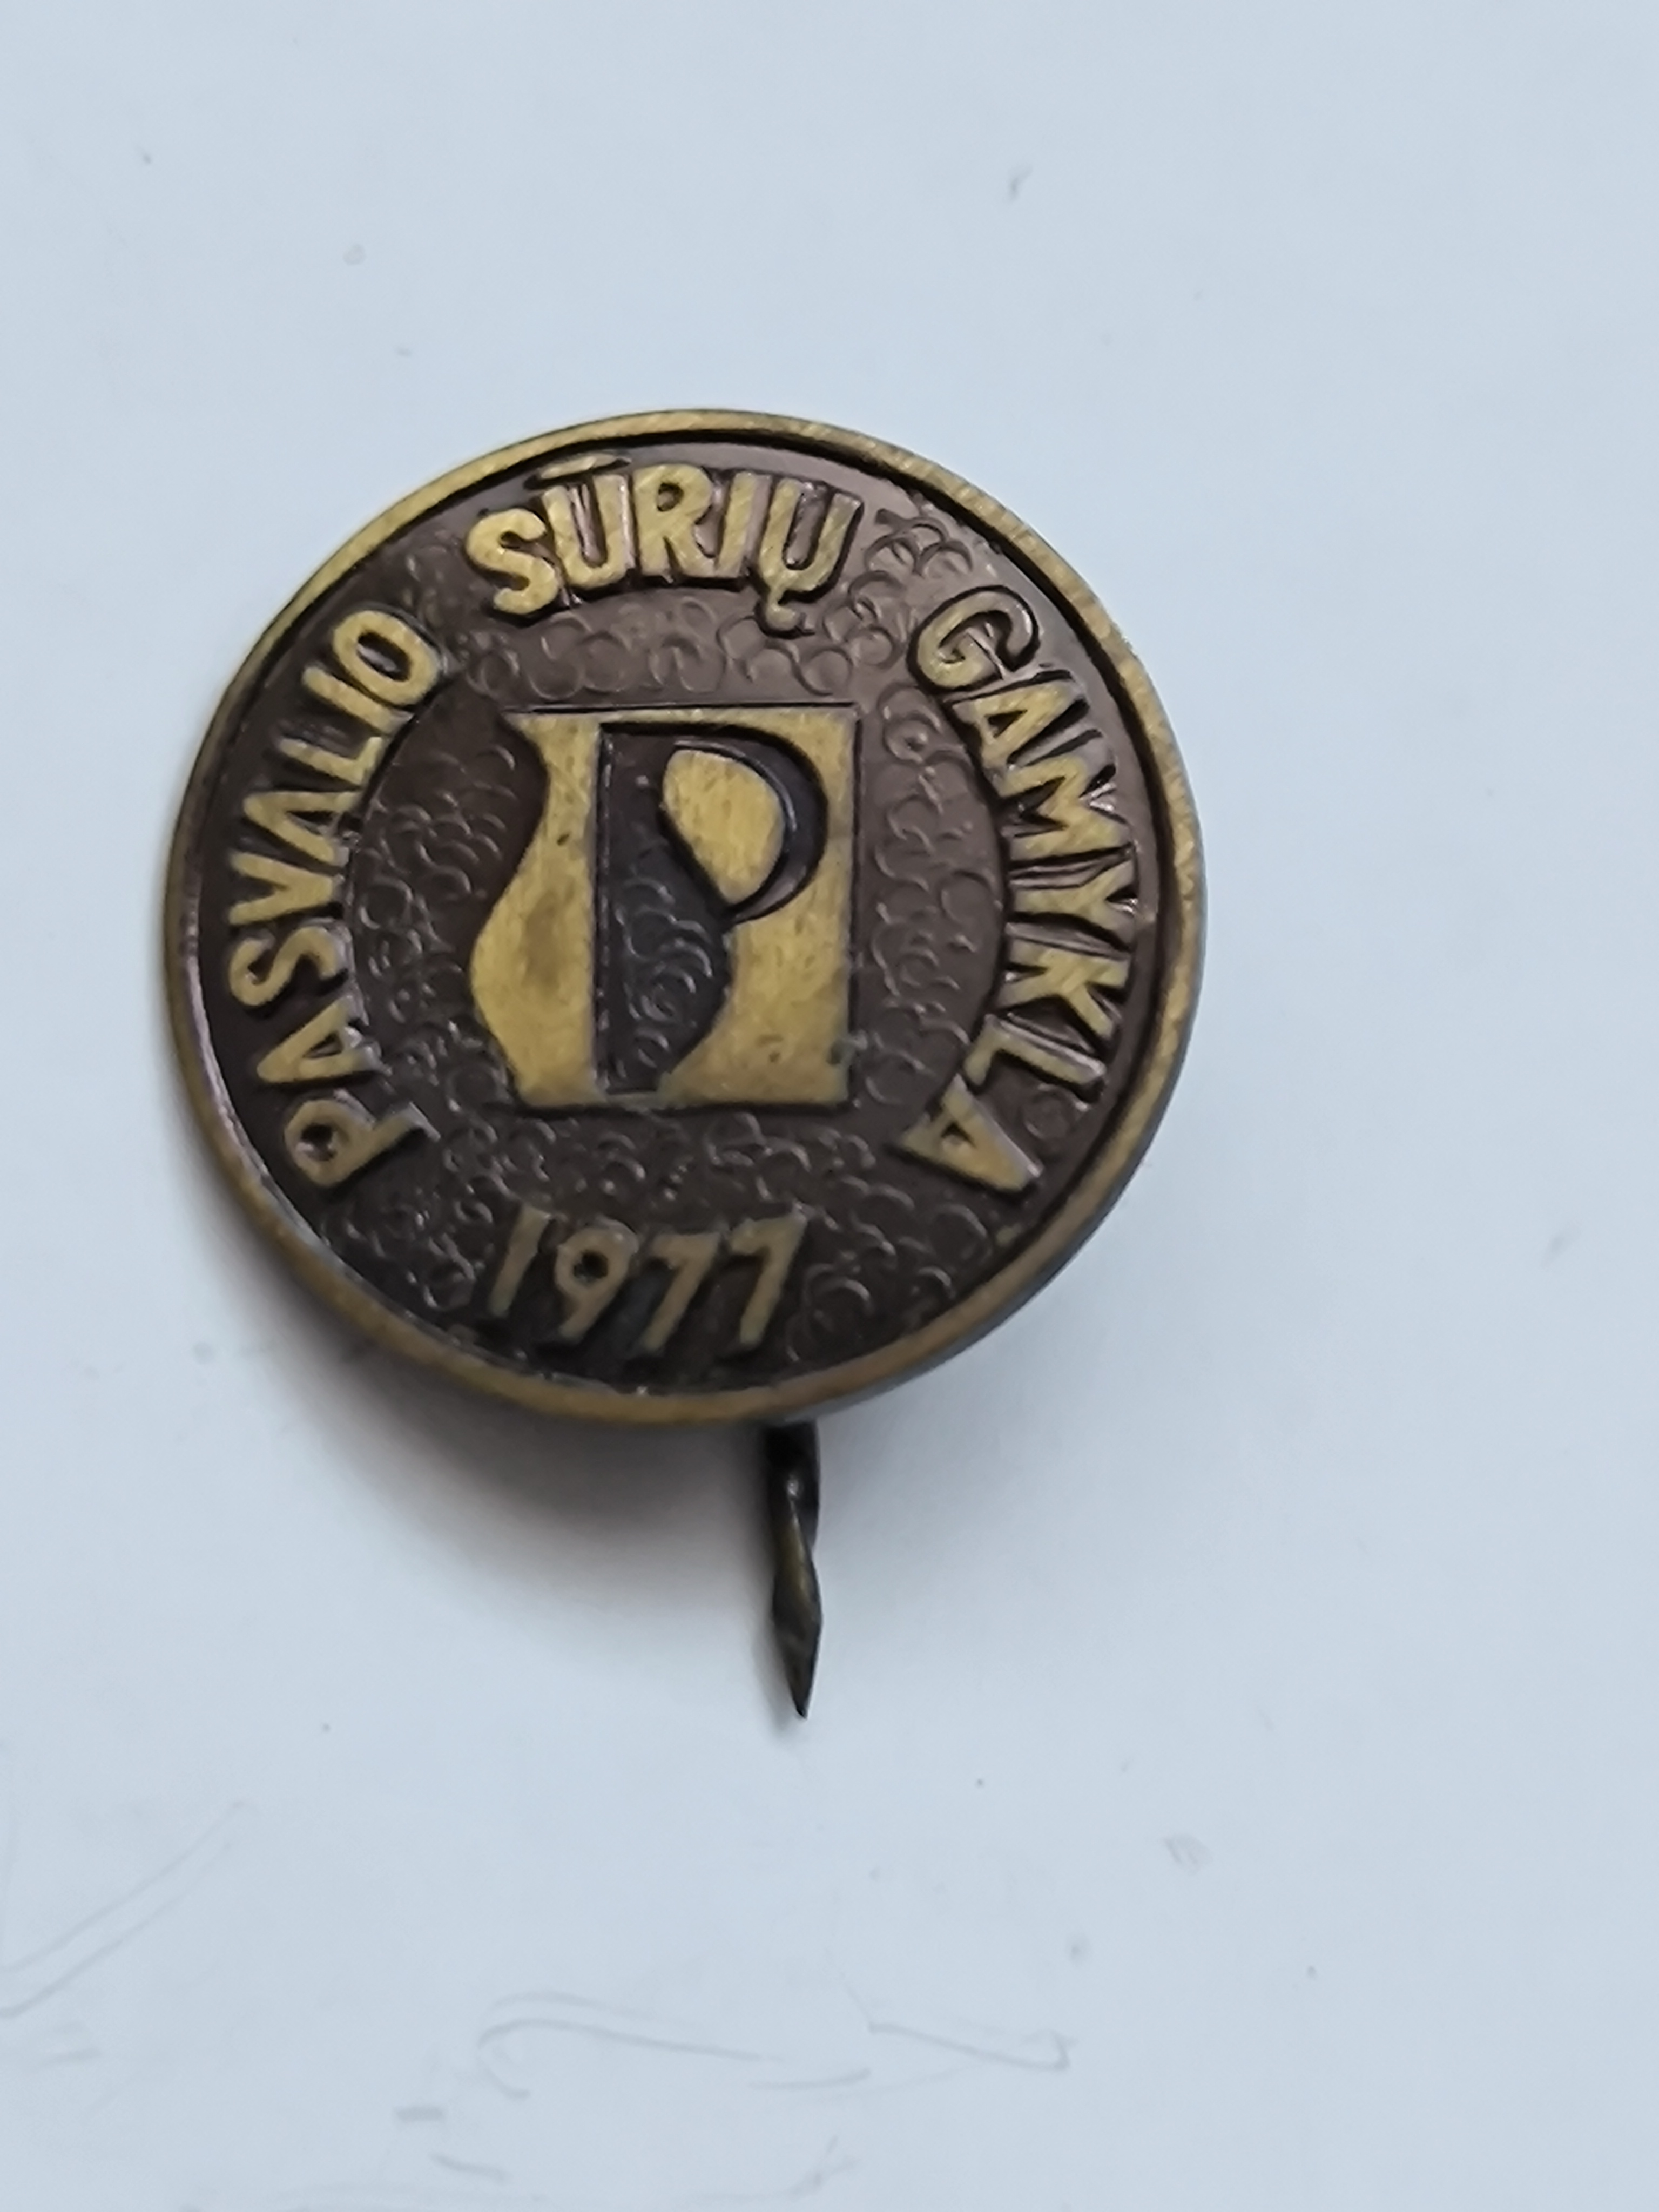 PASVALIO SŪRIŲ GAMYKLA
P
1977